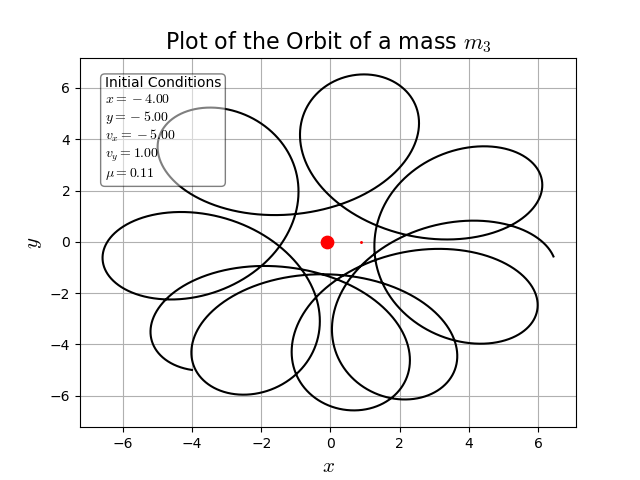 Plot of the Orbit of a mass m₃
Initial Conditions
x = −4.00
y = −5.00
vₓ = −5.00
v_y = 1.00
μ = 0.11
6
4
2
0
−2
−4
−6
y
−6 −4 −2 0 2 4 6
x